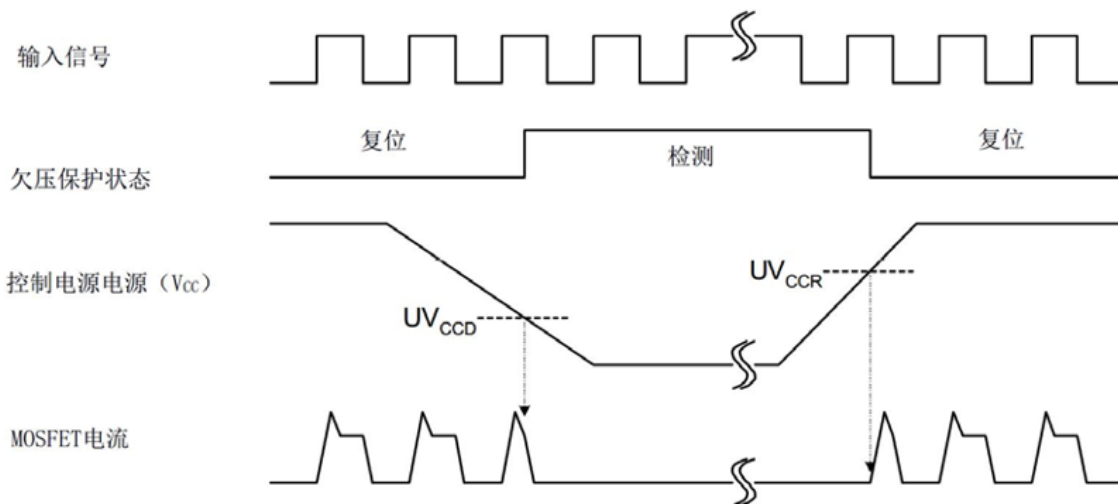 输入信号
复位
检测
复位
欠压保护状态
控制电源电源（VCC）
UVCCD
UVCCR
MOSFET电流